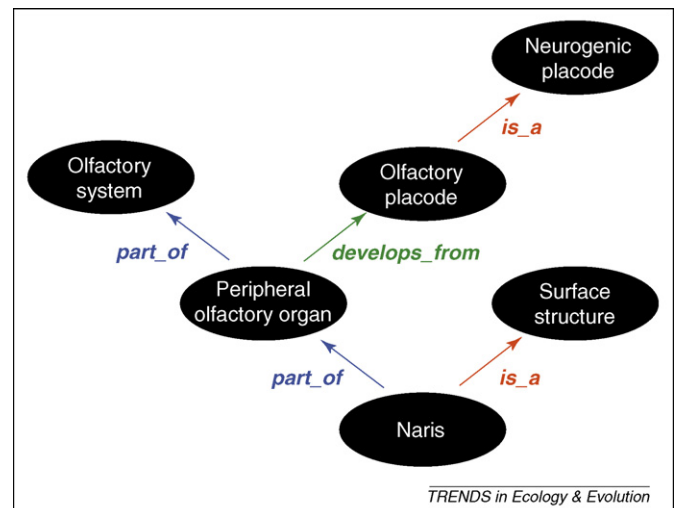 Neurogenic
placode
is_a
Olfactory
system
Olfactory
placode
part_of
develops_from
Peripheral
olfactory organ
Surface
structure
part_of
is_a
Naris
TRENDS in Ecology & Evolution